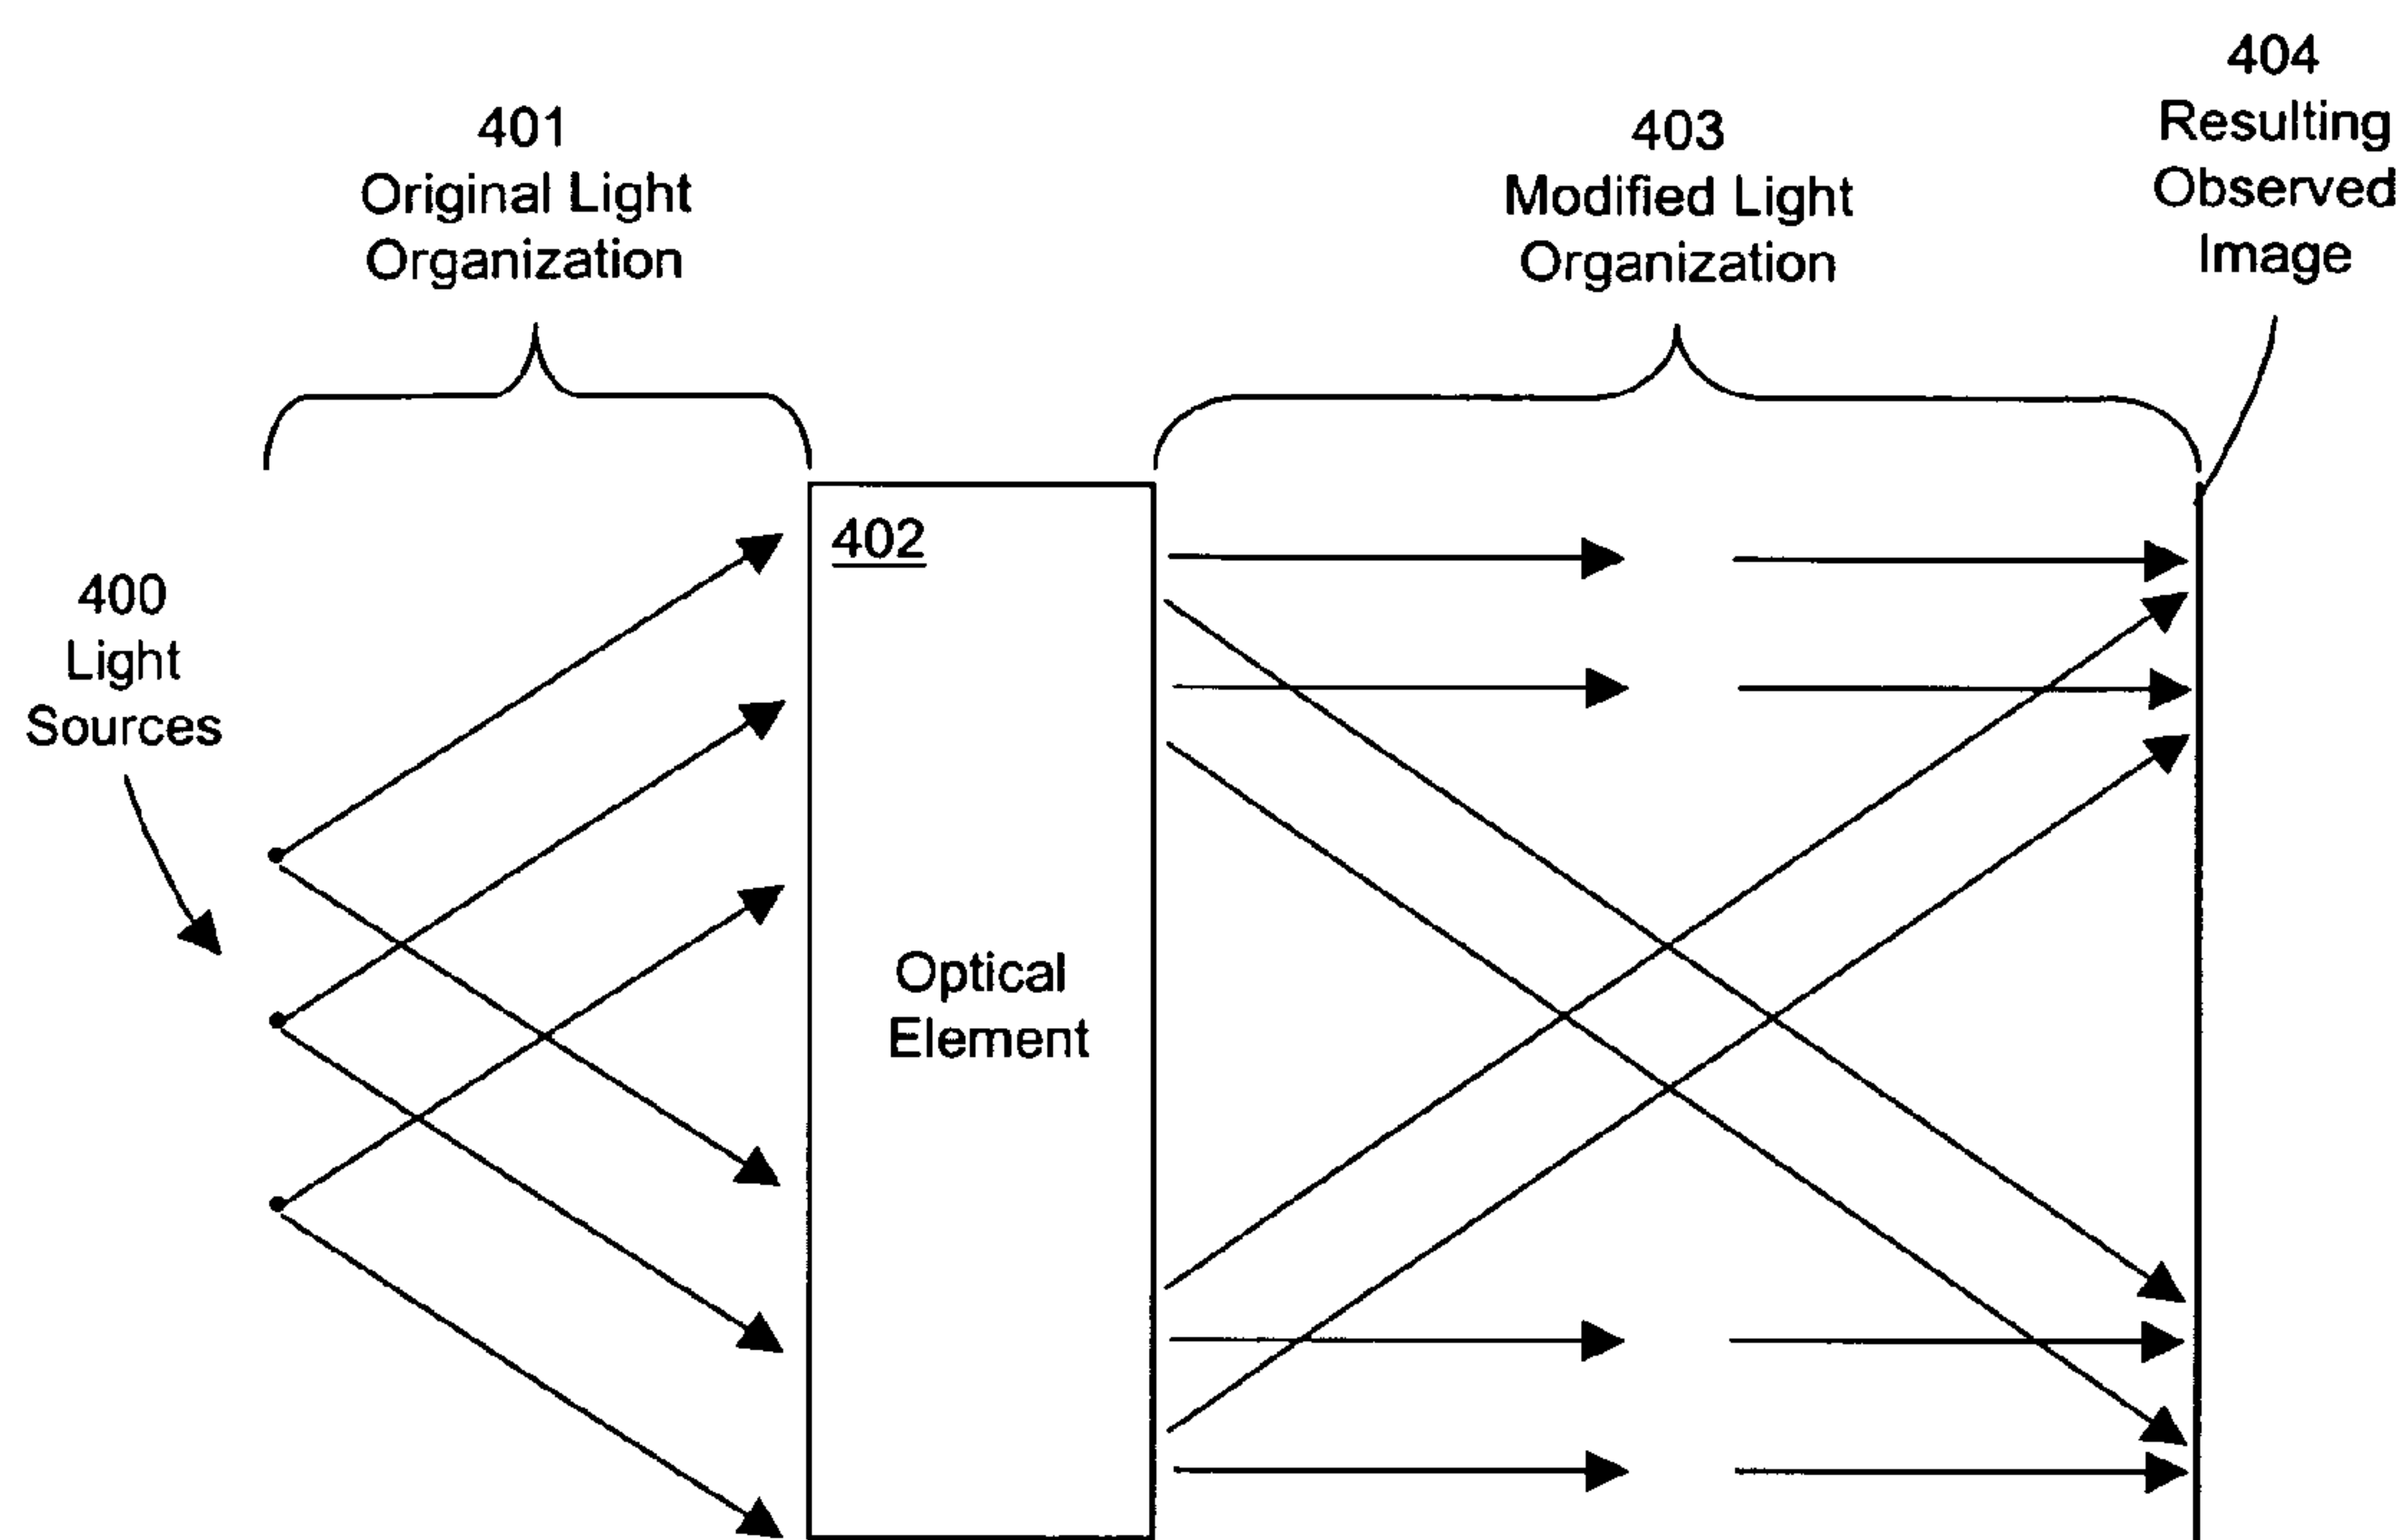 401
Original Light
Organization
403
Modified Light
Organization
404
Resulting
Observed
Image
400
Light
Sources
402
Optical
Element